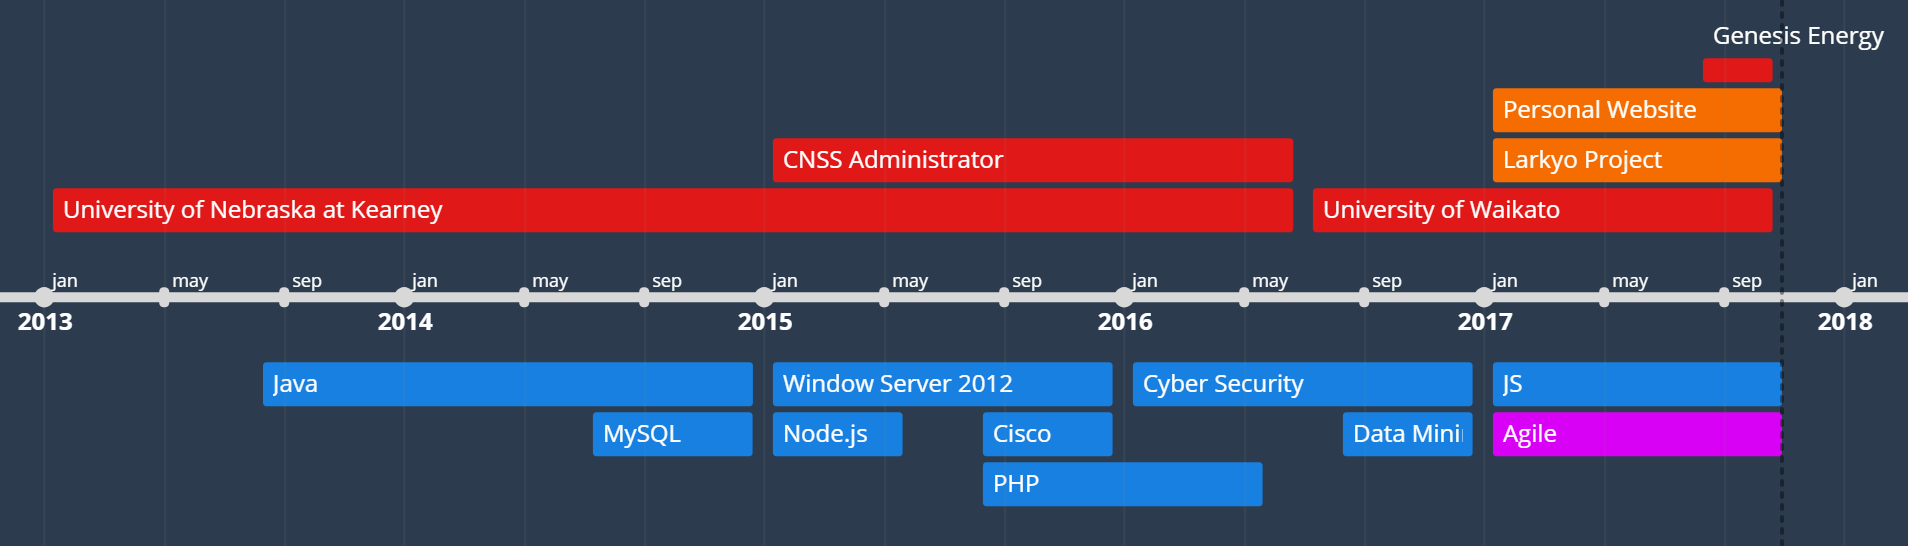 Genesis Energy
Personal Website
CNSS Administrator
Larkyo Project
University of Nebraska at Kearney
University of Waikato
jan may sep jan may sep jan may sep jan may sep jan may sep jan
2013 2014 2015 2016 2017 2018
Java
Window Server 2012
Cyber Security
JS
MySQL
Node.js
Cisco
Data Mini
Agile
PHP